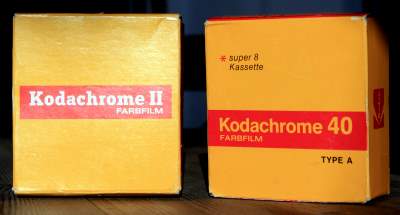 Kodachrome II
FARBFILM
* super 8
Kassette
Kodachrome 40
FARBFILM
TYPE A